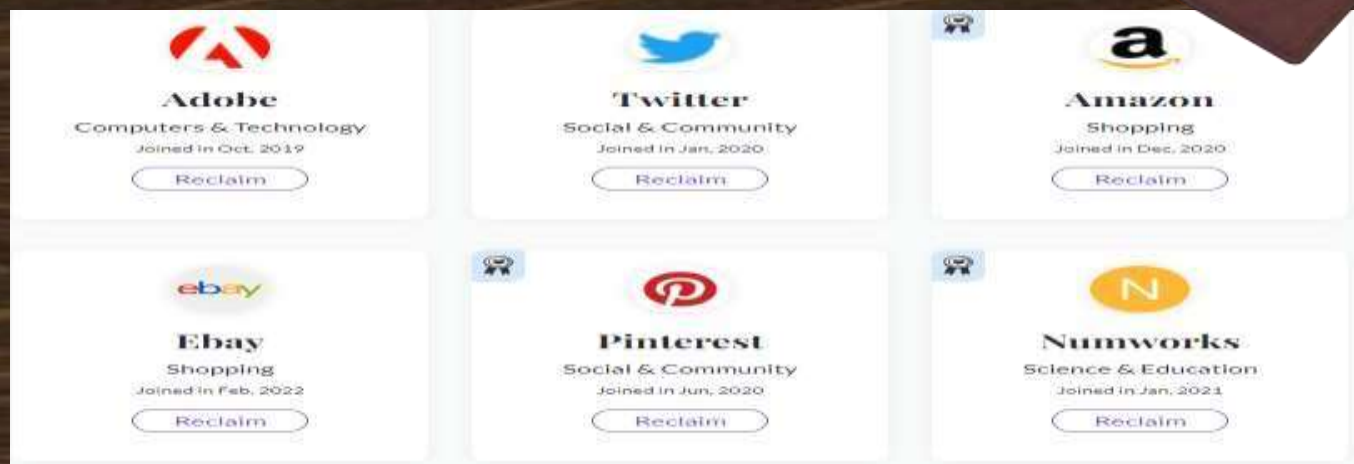 Adobe
Computers & Technology
Joined in Oct, 2019
Reclaim
Twitter
Social & Community
Joined in Jan, 2020
Reclaim
a
Amazon
Shopping
Joined in Dec, 2020
Reclaim
ebay
Ebay
Shopping
Joined in Feb, 2022
Reclaim
Pinterest
Social & Community
Joined in Jun, 2020
Reclaim
N
Numworks
Science & Education
Joined in Jan, 2021
Reclaim